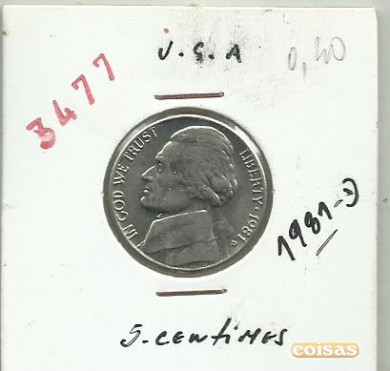 U.S.A
0,40
3477
IN GOD WE TRUST
LIBERTY · 1981 D
1981-D
5-CENTIMES
coisas